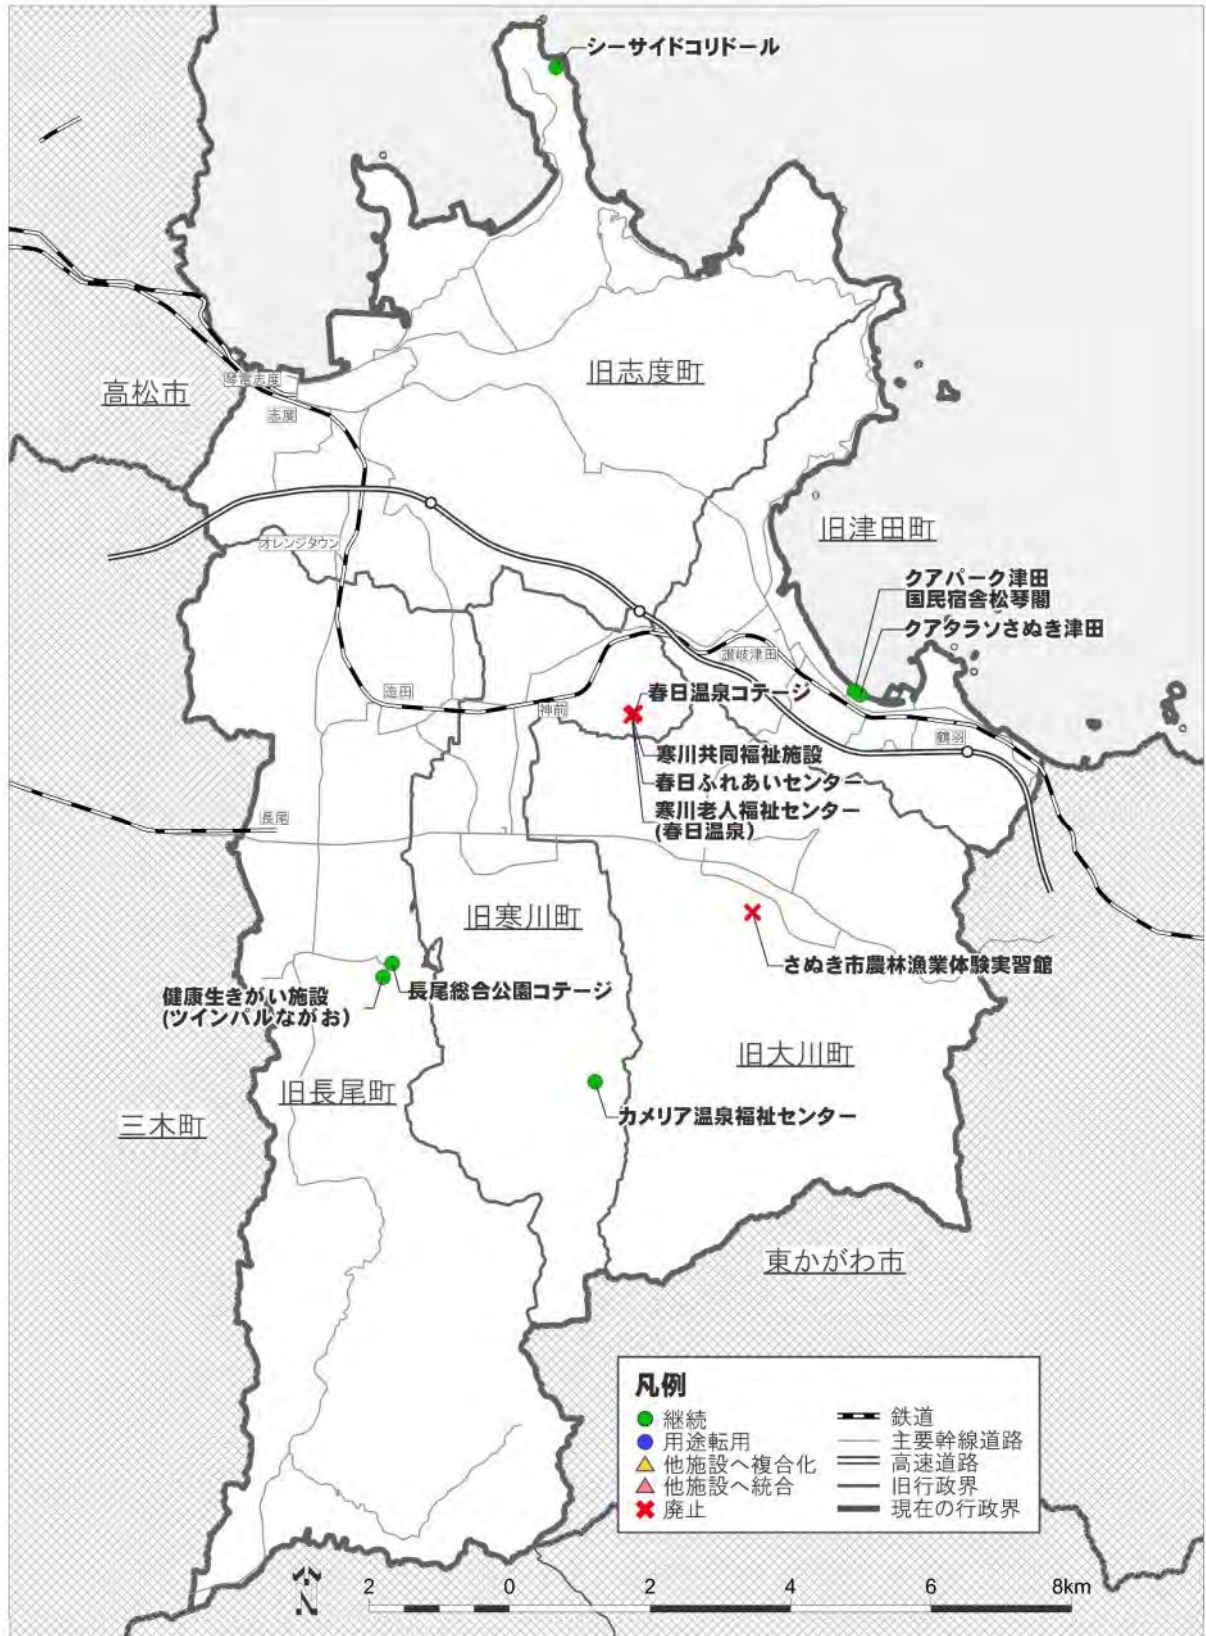 シーサイドコリドール
旧志度町
高松市
琴電志度
志度
旧津田町
オレンジタウン
クアパーク津田
国民宿舎松琴閣
クアタラソさぬき津田
讃岐津田
造田
神前
春日温泉コテージ
鶴羽
寒川共同福祉施設
春日ふれあいセンター
寒川老人福祉センター
(春日温泉)
長尾
旧寒川町
さぬき市農林漁業体験実習館
長尾総合公園コテージ
健康生きがい施設
(ツインパルながお)
旧大川町
旧長尾町
カメリア温泉福祉センター
三木町
東かがわ市
凡例
継続
用途転用
他施設へ複合化
他施設へ統合
廃止
鉄道
主要幹線道路
高速道路
旧行政界
現在の行政界
N
2 0 2 4 6 8km